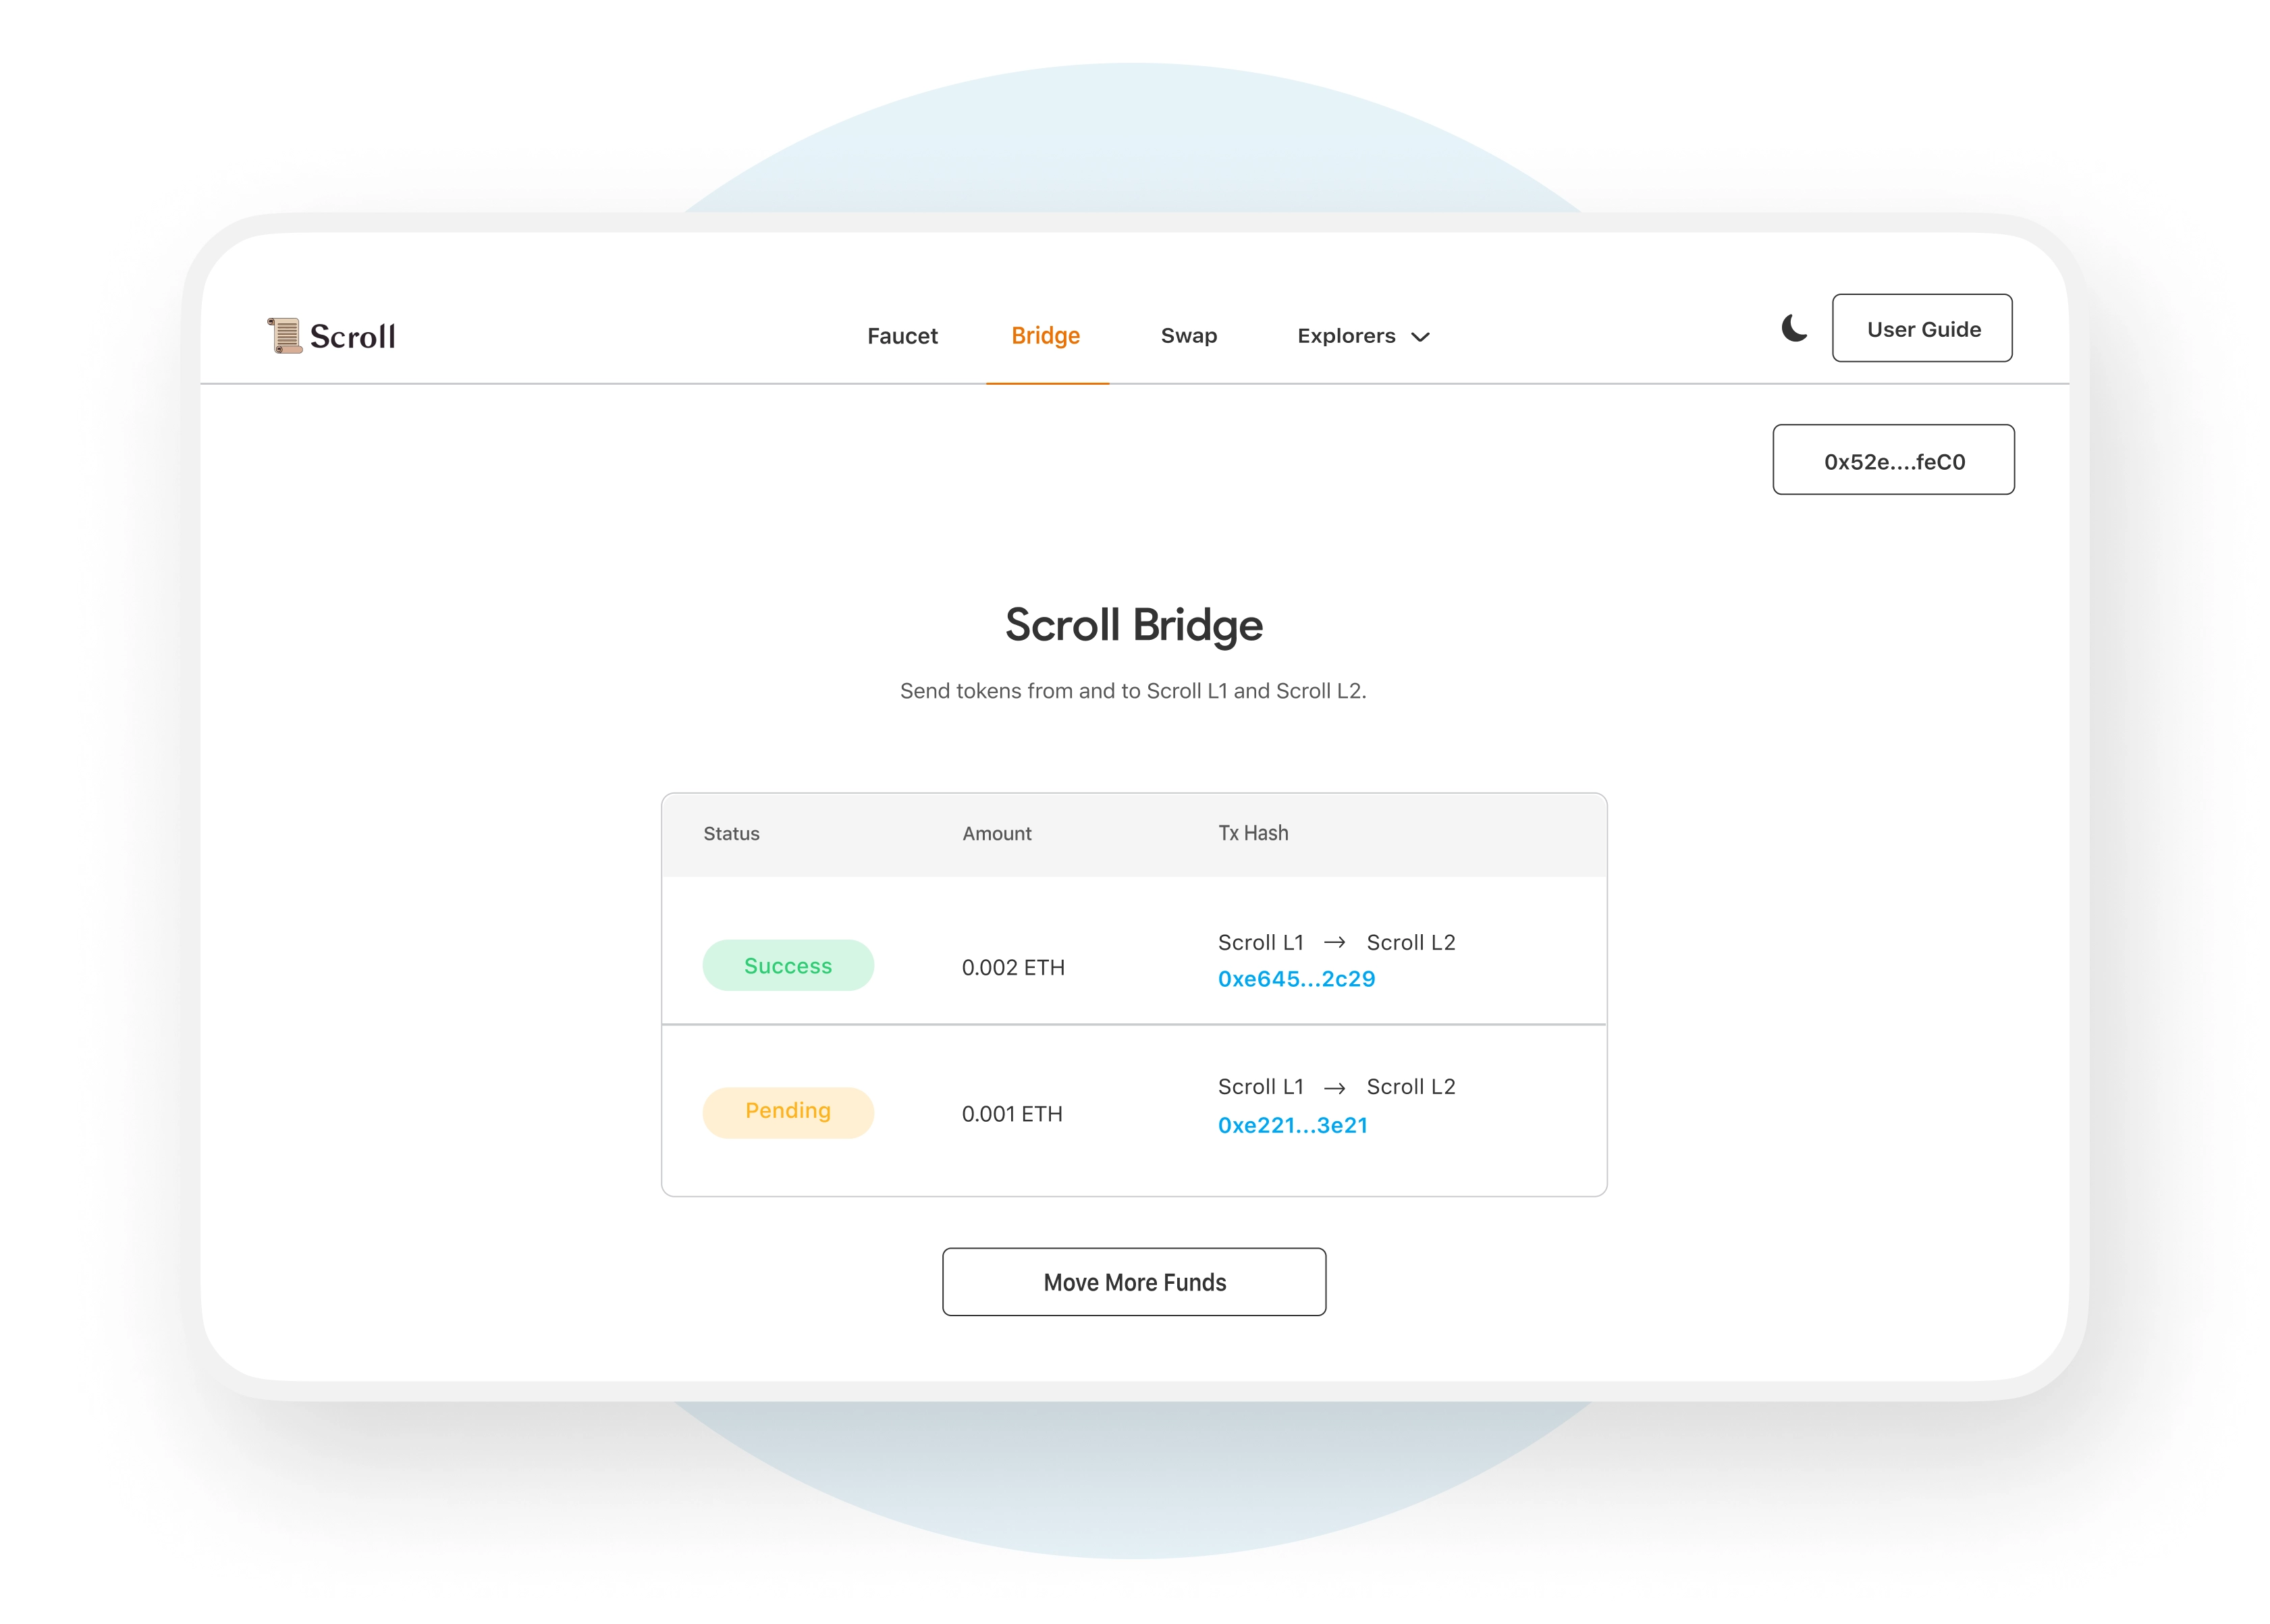 Scroll
Faucet Bridge Swap Explorers
User Guide
0x52e....feC0
Scroll Bridge
Send tokens from and to Scroll L1 and Scroll L2.
Status Amount Tx Hash
Success 0.002 ETH Scroll L1 → Scroll L2
0xe645...2c29
Pending 0.001 ETH Scroll L1 → Scroll L2
0xe221...3e21
Move More Funds